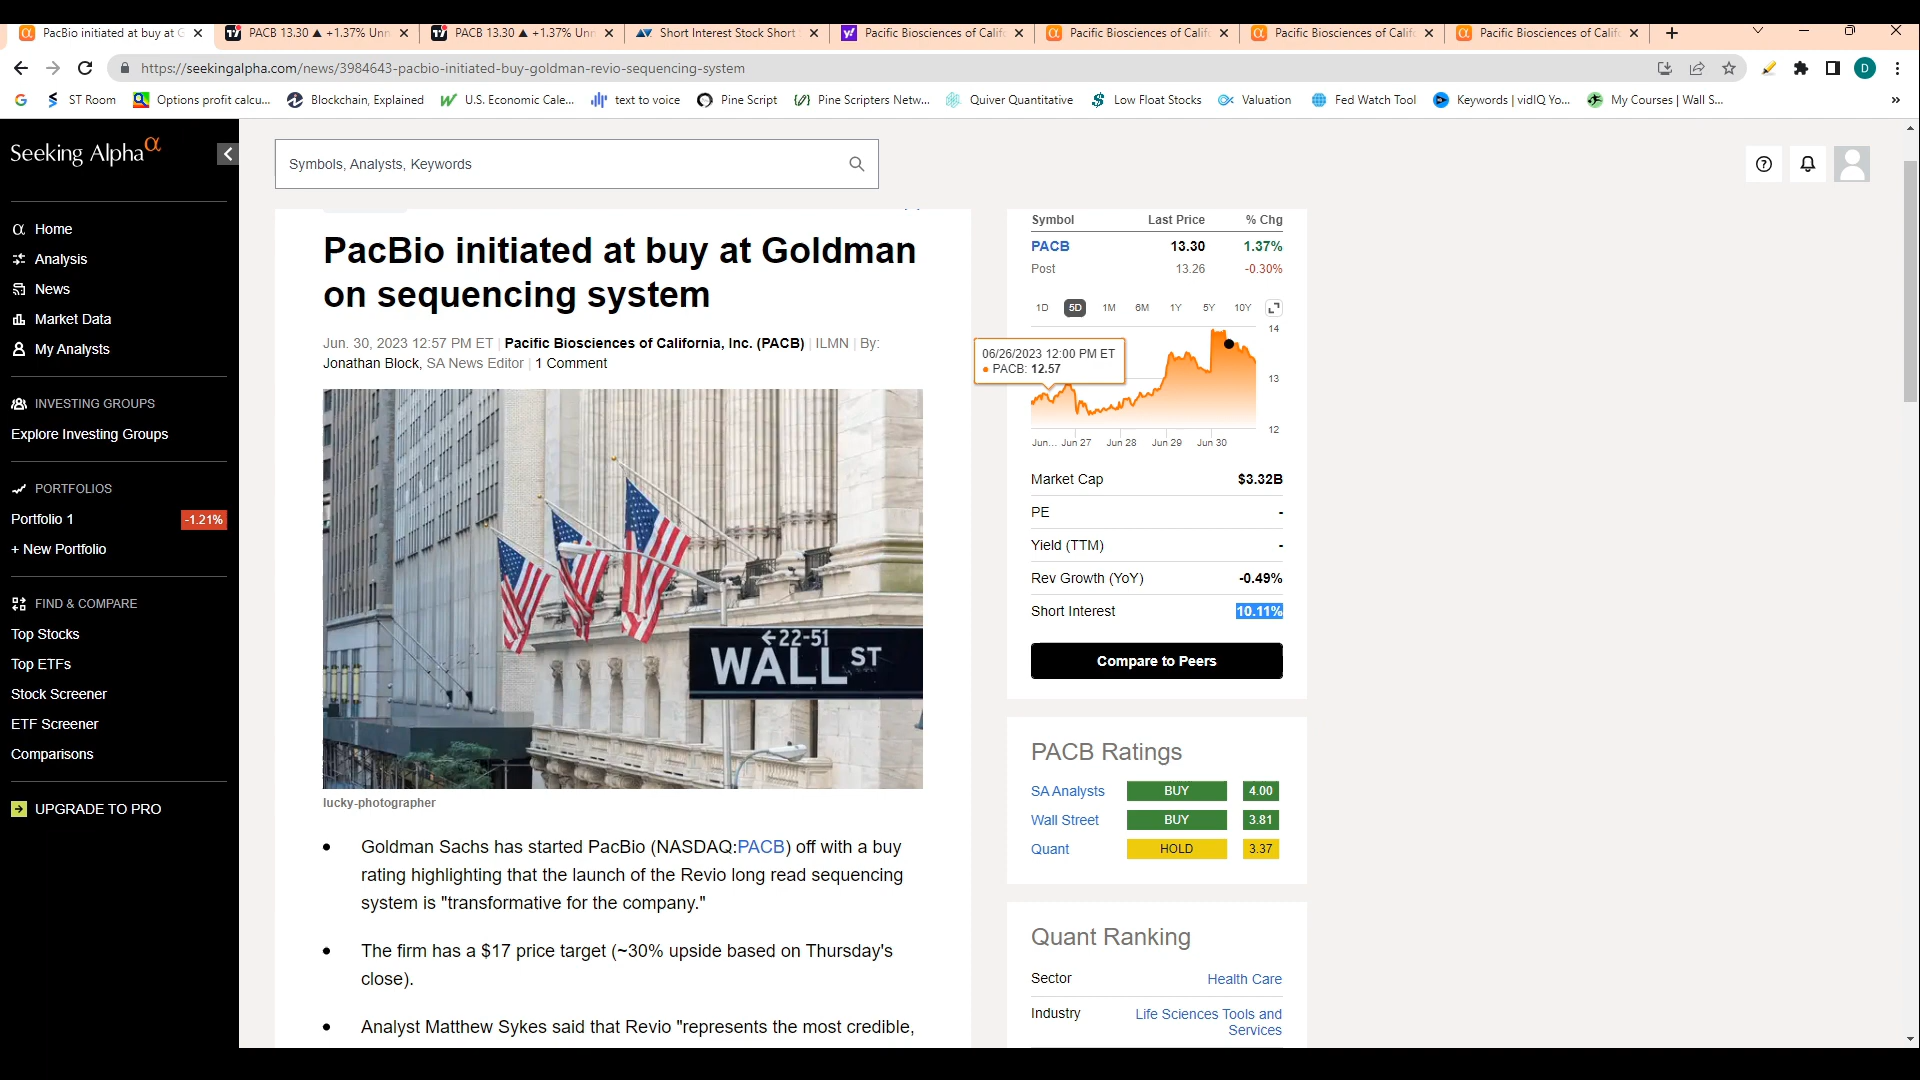 PacBio initiated at buy at G
PACB 13.30 ▲ +1.37% Unn
PACB 13.30 ▲ +1.37% Unn
Short Interest Stock Short
Pacific Biosciences of Califo
Pacific Biosciences of Califo
Pacific Biosciences of Califo
Pacific Biosciences of Califo
https://seekingalpha.com/news/3984643-pacbio-initiated-buy-goldman-revio-sequencing-system
D
ST Room
Options profit calcu...
Blockchain, Explained
U.S. Economic Cale...
text to voice
Pine Script
Pine Scripters Netw...
Quiver Quantitative
Low Float Stocks
Valuation
Fed Watch Tool
Keywords | vidIQ Yo...
My Courses | Wall S...
»
Seeking Alpha α
Symbols, Analysts, Keywords
Home
Analysis
News
Market Data
My Analysts
INVESTING GROUPS
Explore Investing Groups
PORTFOLIOS
Portfolio 1 -1.21%
+ New Portfolio
FIND & COMPARE
Top Stocks
Top ETFs
Stock Screener
ETF Screener
Comparisons
UPGRADE TO PRO
PacBio initiated at buy at Goldman
on sequencing system
Jun. 30, 2023 12:57 PM ET | Pacific Biosciences of California, Inc. (PACB) | ILMN | By:
Jonathan Block, SA News Editor | 1 Comment
←22-51
WALL ST
lucky-photographer
• Goldman Sachs has started PacBio (NASDAQ:PACB) off with a buy
rating highlighting that the launch of the Revio long read sequencing
system is "transformative for the company."
• The firm has a $17 price target (~30% upside based on Thursday's
close).
• Analyst Matthew Sykes said that Revio "represents the most credible,
Symbol Last Price % Chg
PACB 13.30 1.37%
Post 13.26 -0.30%
1D 5D 1M 6M 1Y 5Y 10Y
14
06/26/2023 12:00 PM ET
● PACB: 12.57
13
12
Jun... Jun 27 Jun 28 Jun 29 Jun 30
Market Cap $3.32B
PE -
Yield (TTM) -
Rev Growth (YoY) -0.49%
Short Interest 10.11%
Compare to Peers
PACB Ratings
SA Analysts BUY 4.00
Wall Street BUY 3.81
Quant HOLD 3.37
Quant Ranking
Sector Health Care
Industry Life Sciences Tools and
Services